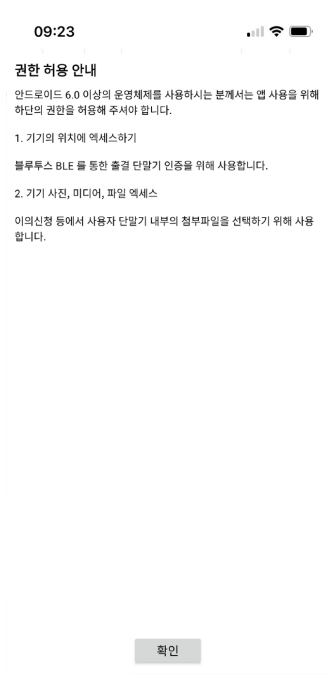 09:23
권한 허용 안내
안드로이드 6.0 이상의 운영체제를 사용하시는 분께서는 앱 사용을 위해
하단의 권한을 허용해 주셔야 합니다.
1. 기기의 위치에 엑세스하기
블루투스 BLE 를 통한 출결 단말기 인증을 위해 사용합니다.
2. 기기 사진, 미디어, 파일 엑세스
이의신청 등에서 사용자 단말기 내부의 첨부파일을 선택하기 위해 사용
합니다.
확인